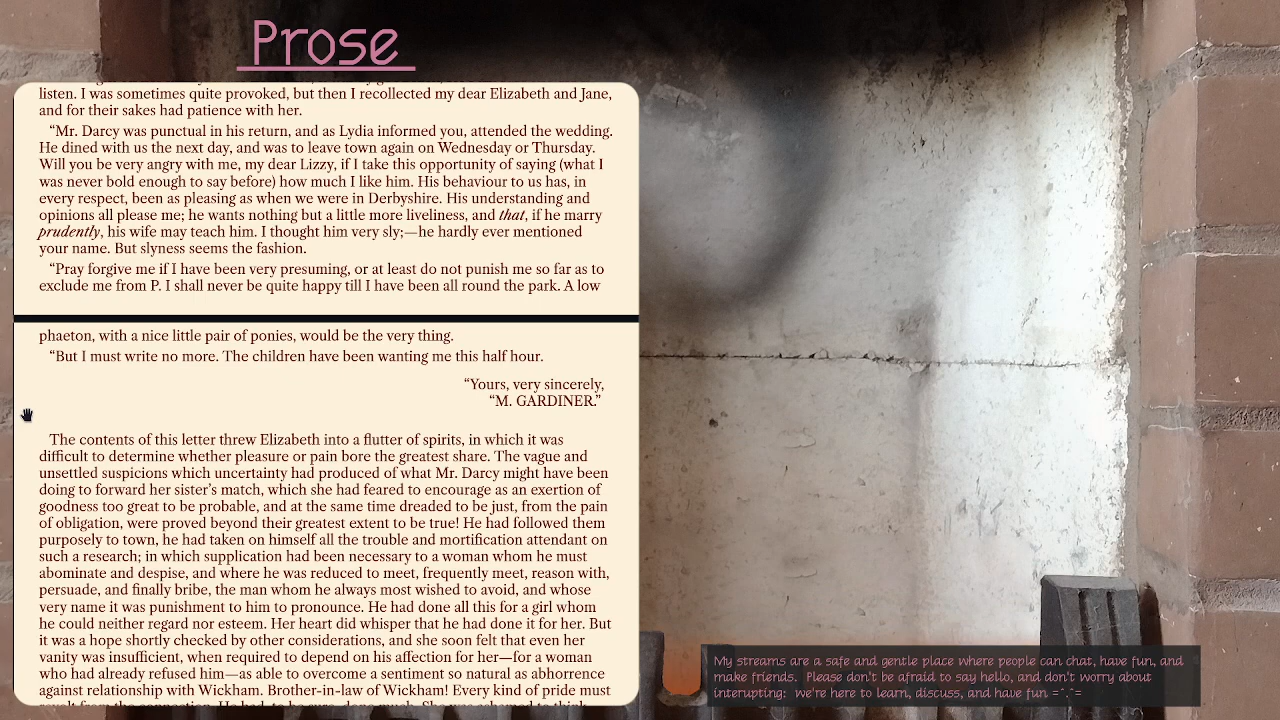 Prose
listen. I was sometimes quite provoked, but then I recollected my dear Elizabeth and Jane,
and for their sakes had patience with her.
“Mr. Darcy was punctual in his return, and as Lydia informed you, attended the wedding.
He dined with us the next day, and was to leave town again on Wednesday or Thursday.
Will you be very angry with me, my dear Lizzy, if I take this opportunity of saying (what I
was never bold enough to say before) how much I like him. His behaviour to us has, in
every respect, been as pleasing as when we were in Derbyshire. His understanding and
opinions all please me; he wants nothing but a little more liveliness, and that, if he marry
prudently, his wife may teach him. I thought him very sly;—he hardly ever mentioned
your name. But slyness seems the fashion.
“Pray forgive me if I have been very presuming, or at least do not punish me so far as to
exclude me from P. I shall never be quite happy till I have been all round the park. A low
phaeton, with a nice little pair of ponies, would be the very thing.
“But I must write no more. The children have been wanting me this half hour.
“Yours, very sincerely,
“M. GARDINER.”
The contents of this letter threw Elizabeth into a flutter of spirits, in which it was
difficult to determine whether pleasure or pain bore the greatest share. The vague and
unsettled suspicions which uncertainty had produced of what Mr. Darcy might have been
doing to forward her sister’s match, which she had feared to encourage as an exertion of
goodness too great to be probable, and at the same time dreaded to be just, from the pain
of obligation, were proved beyond their greatest extent to be true! He had followed them
purposely to town, he had taken on himself all the trouble and mortification attendant on
such a research; in which supplication had been necessary to a woman whom he must
abominate and despise, and where he was reduced to meet, frequently meet, reason with,
persuade, and finally bribe, the man whom he always most wished to avoid, and whose
very name it was punishment to him to pronounce. He had done all this for a girl whom
he could neither regard nor esteem. Her heart did whisper that he had done it for her. But
it was a hope shortly checked by other considerations, and she soon felt that even her
vanity was insufficient, when required to depend on his affection for her—for a woman
who had already refused him—as able to overcome a sentiment so natural as abhorrence
against relationship with Wickham. Brother-in-law of Wickham! Every kind of pride must
My streams are a safe and gentle place where people can chat, have fun, and
make friends. Please don't be afraid to say hello, and don't worry about
interupting: we're here to learn, discuss, and have fun =^.^=